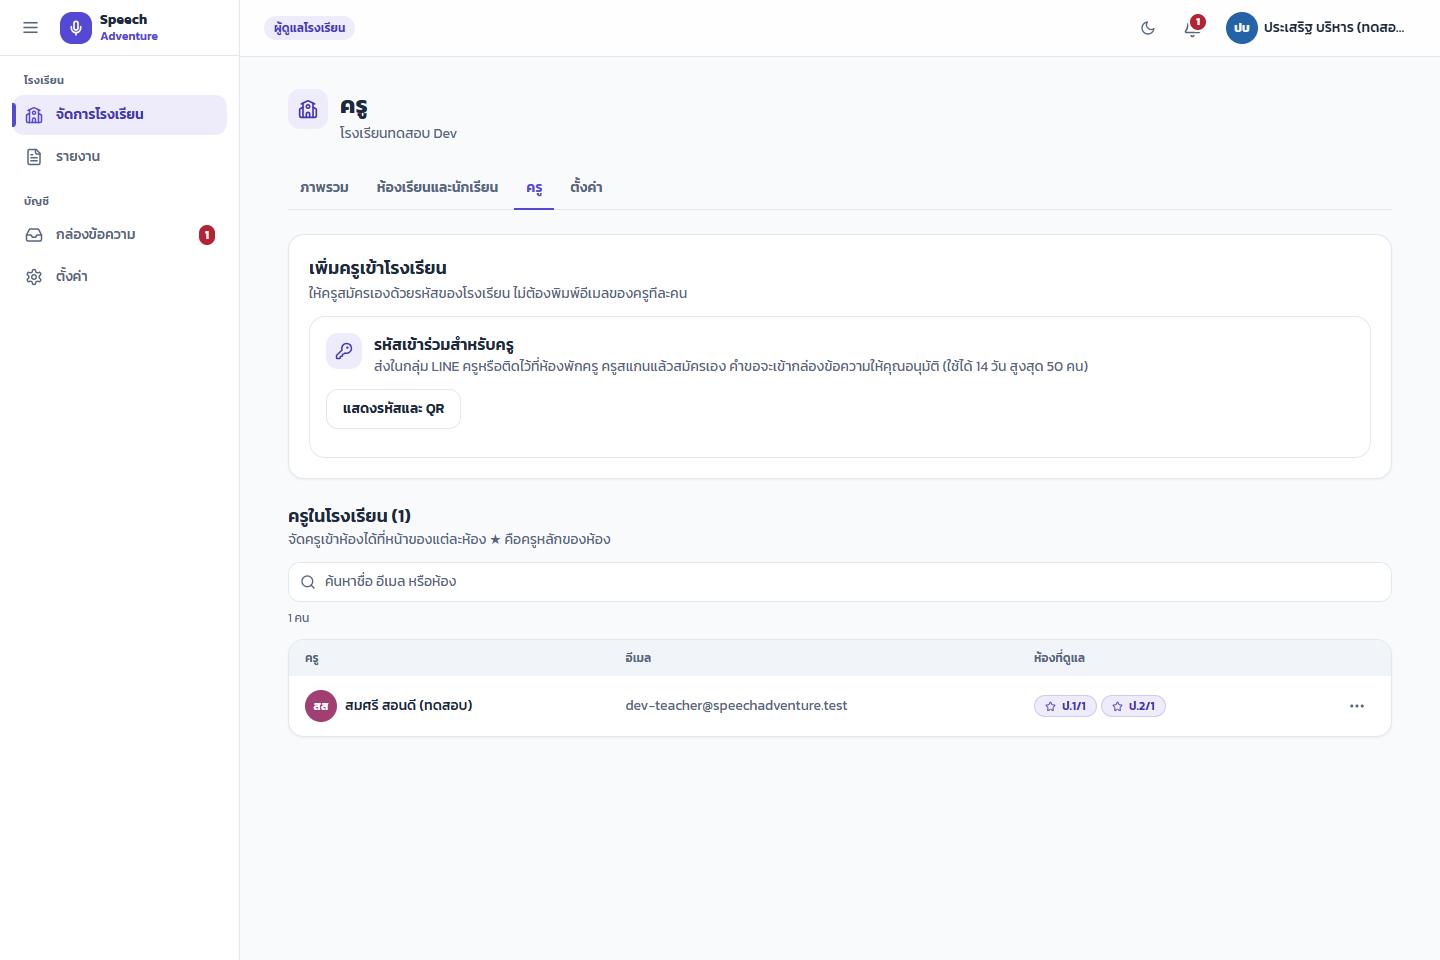 Speech
Adventure
ผู้ดูแลโรงเรียน
1
ปบ
ประเสริฐ บริหาร (ทดสอ...
โรงเรียน
จัดการโรงเรียน
รายงาน
บัญชี
กล่องข้อความ
1
ตั้งค่า
ครู
โรงเรียนทดสอบ Dev
ภาพรวม
ห้องเรียนและนักเรียน
ครู
ตั้งค่า
เพิ่มครูเข้าโรงเรียน
ให้ครูสมัครเองด้วยรหัสของโรงเรียน ไม่ต้องพิมพ์อีเมลของครูทีละคน
รหัสเข้าร่วมสำหรับครู
ส่งในกลุ่ม LINE ครูหรือติดไว้ที่ห้องพักครู ครูสแกนแล้วสมัครเอง คำขอจะเข้ากล่องข้อความให้คุณอนุมัติ (ใช้ได้ 14 วัน สูงสุด 50 คน)
แสดงรหัสและ QR
ครูในโรงเรียน (1)
จัดครูเข้าห้องได้ที่หน้าของแต่ละห้อง ★ คือครูหลักของห้อง
ค้นหาชื่อ อีเมล หรือห้อง
1 คน
ครู
อีเมล
ห้องที่ดูแล
สส
สมศรี สอนดี (ทดสอบ)
dev-teacher@speechadventure.test
ป.1/1
ป.2/1